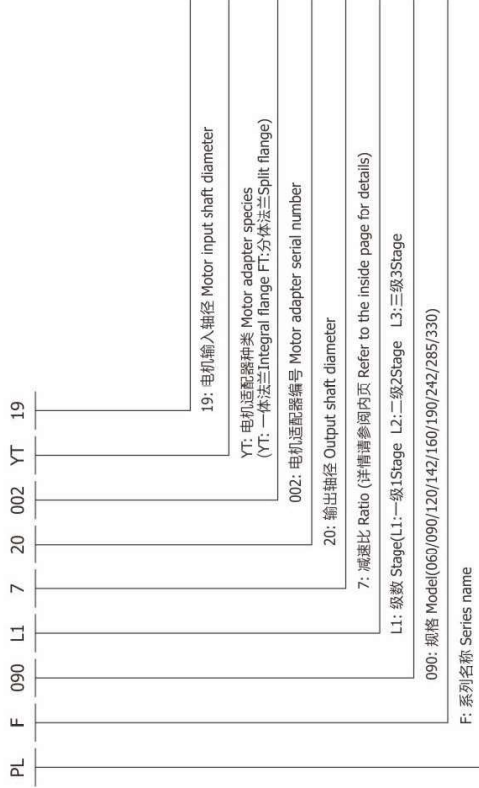 PL F 090 L1 7 20 002 YT 19
19: 电机输入轴径 Motor input shaft diameter
YT: 电机适配器种类 Motor adapter species
(YT: 一体法兰Integral flange FT:分体法兰Split flange)
002: 电机适配器编号 Motor adapter serial number
20: 输出轴径 Output shaft diameter
7: 减速比 Ratio (详情请参阅内页 Refer to the inside page for details)
L1: 级数 Stage(L1:一级1Stage L2:二级2Stage L3:三级3Stage
090: 规格 Model(060/090/120/142/160/190/242/285/330)
F: 系列名称 Series name